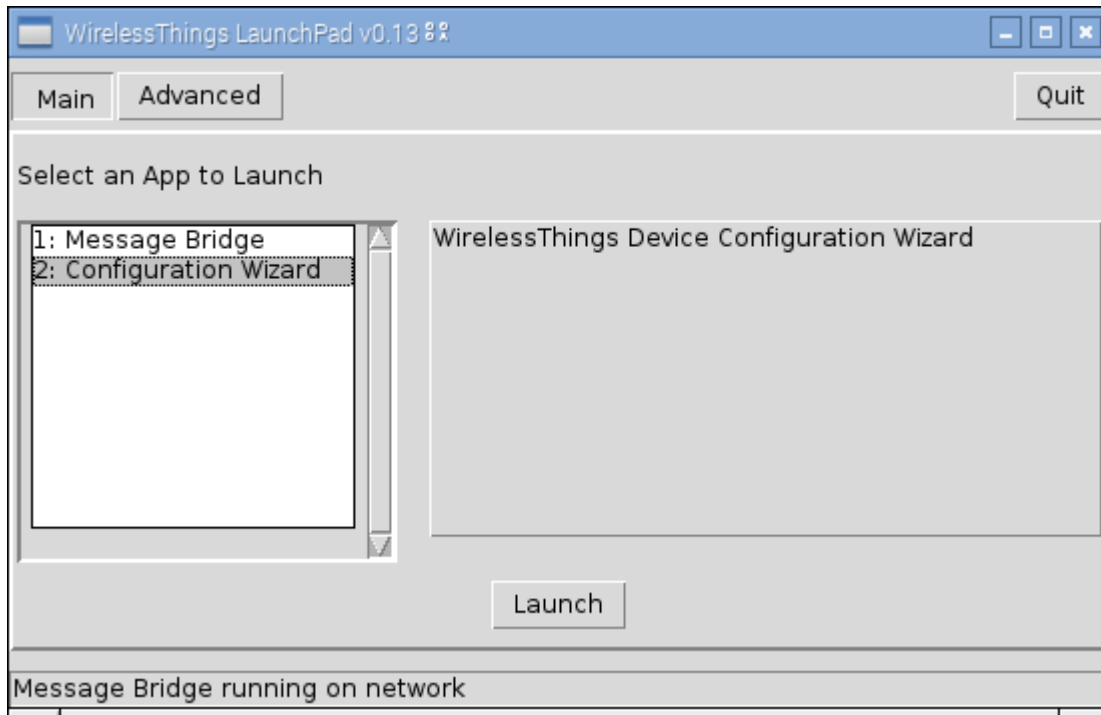 WirelessThings LaunchPad v0.13
Main
Advanced
Quit
Select an App to Launch
1: Message Bridge
2: Configuration Wizard
WirelessThings Device Configuration Wizard
Launch
Message Bridge running on network